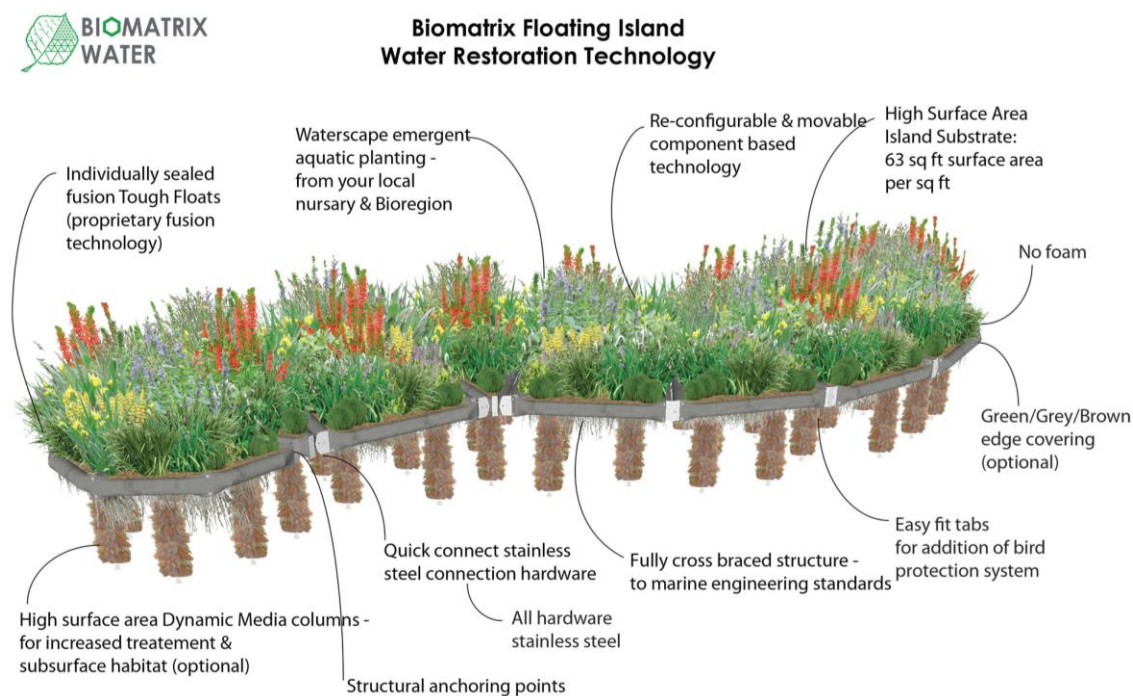 BIOMATRIX
WATER
Biomatrix Floating Island
Water Restoration Technology
Individually sealed
fusion Tough Floats
(proprietary fusion
technology)
Waterscape emergent
aquatic planting -
from your local
nursary & Bioregion
Re-configurable & movable
component based
technology
High Surface Area
Island Substrate:
63 sq ft surface area
per sq ft
No foam
Green/Grey/Brown
edge covering
(optional)
Easy fit tabs
for addition of bird
protection system
Fully cross braced structure -
to marine engineering standards
Quick connect stainless
steel connection hardware
All hardware
stainless steel
High surface area Dynamic Media columns -
for increased treatement &
subsurface habitat (optional)
Structural anchoring points